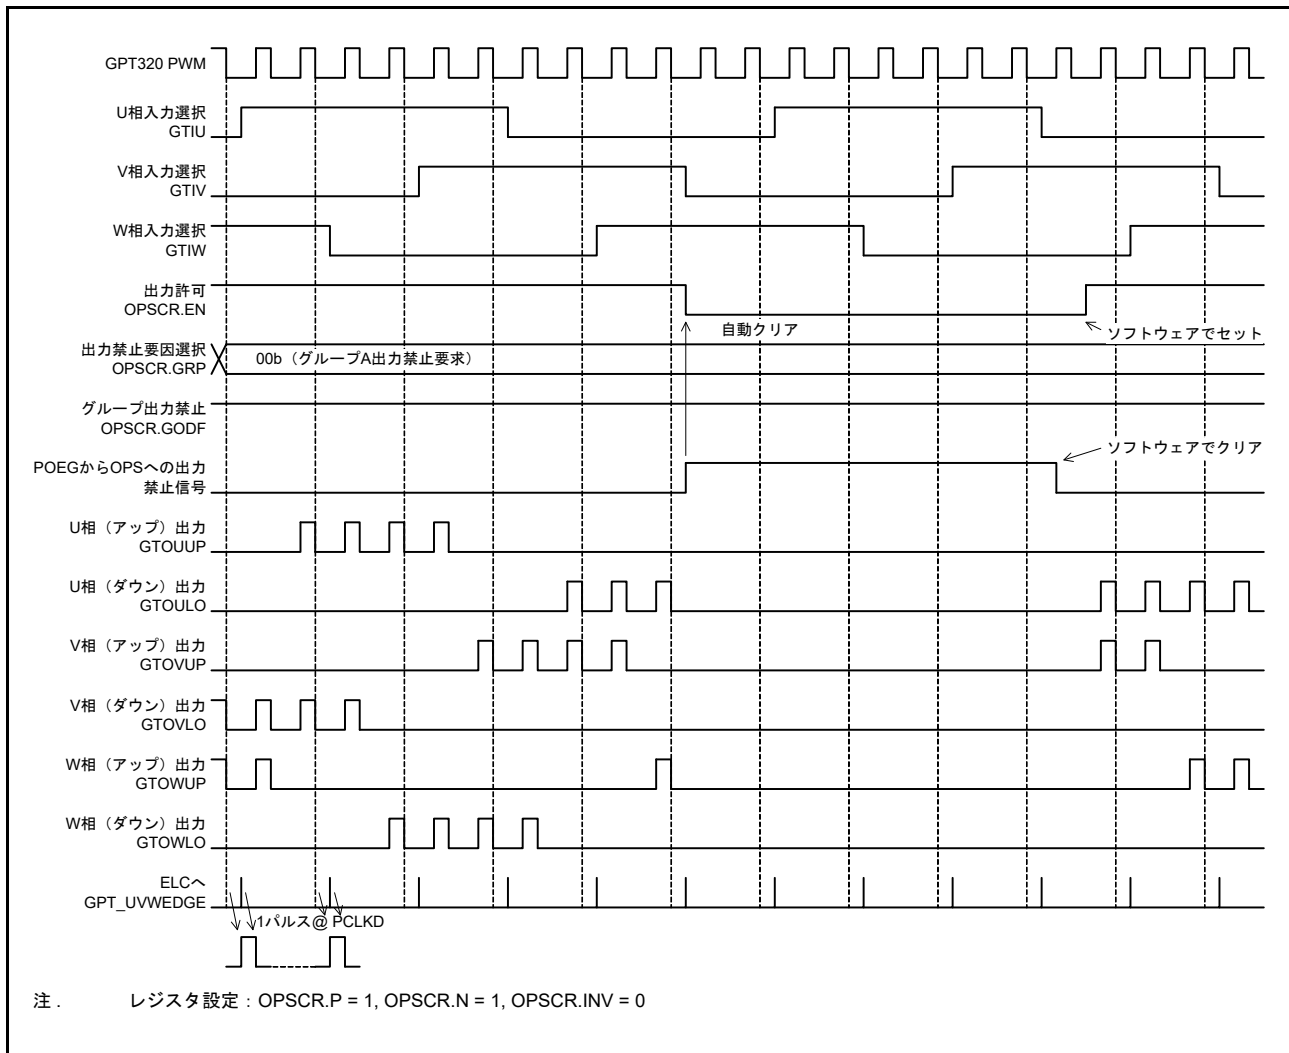 GPT320 PWM
U相入力選択
GTIU
V相入力選択
GTIV
W相入力選択
GTIW
出力許可
OPSCR.EN
自動クリア
ソフトウェアでセット
出力禁止要因選択
OPSCR.GRP
00b（グループA出力禁止要求）
グループ出力禁止
OPSCR.GODF
ソフトウェアでクリア
POEGからOPSへの出力
禁止信号
U相（アップ）出力
GTOUUP
U相（ダウン）出力
GTOULO
V相（アップ）出力
GTOVUP
V相（ダウン）出力
GTOVLO
W相（アップ）出力
GTOWUP
W相（ダウン）出力
GTOWLO
ELCへ
GPT_UVWEDGE
1パルス@ PCLKD
注 . レジスタ設定：OPSCR.P = 1, OPSCR.N = 1, OPSCR.INV = 0